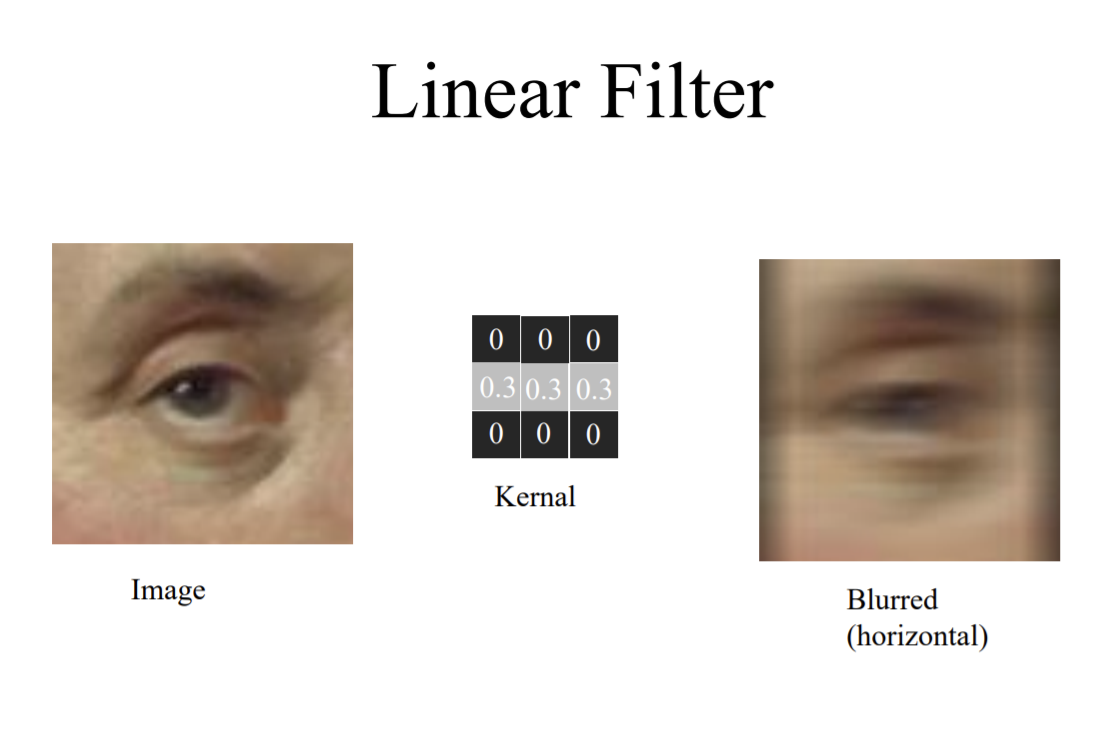 Linear Filter
0 0 0
0.3 0.3 0.3
0 0 0
Kernal
Image
Blurred
(horizontal)